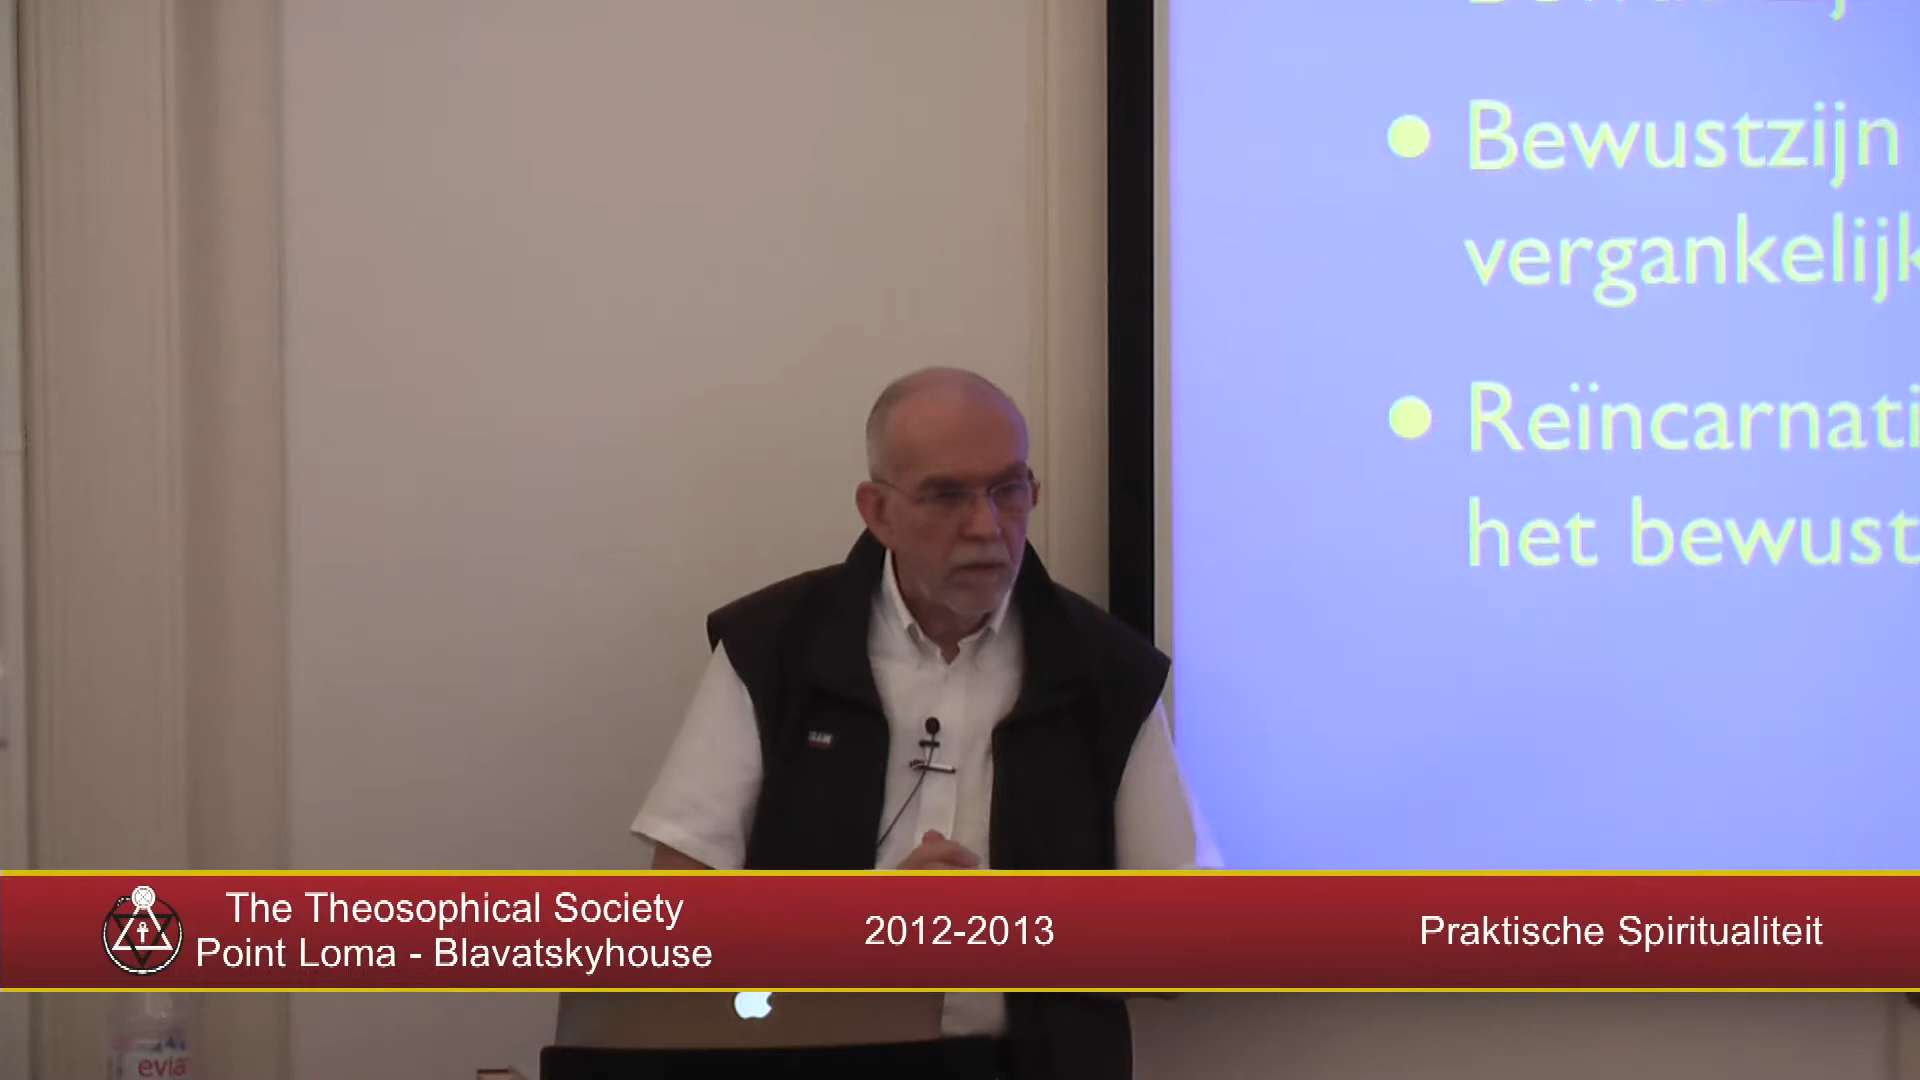 Bewustzijn
vergankelijk
Reïncarnati
het bewust
The Theosophical Society
Point Loma - Blavatskyhouse
2012-2013
Praktische Spiritualiteit
evia